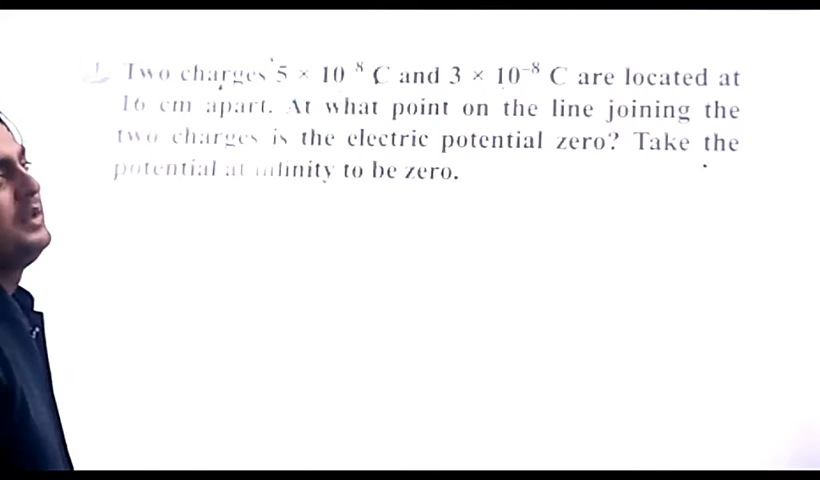 1. Two charges 5 × 10⁻⁸ C and 3 × 10⁻⁸ C are located at
16 cm apart. At what point on the line joining the
two charges is the electric potential zero? Take the
potential at infinity to be zero.